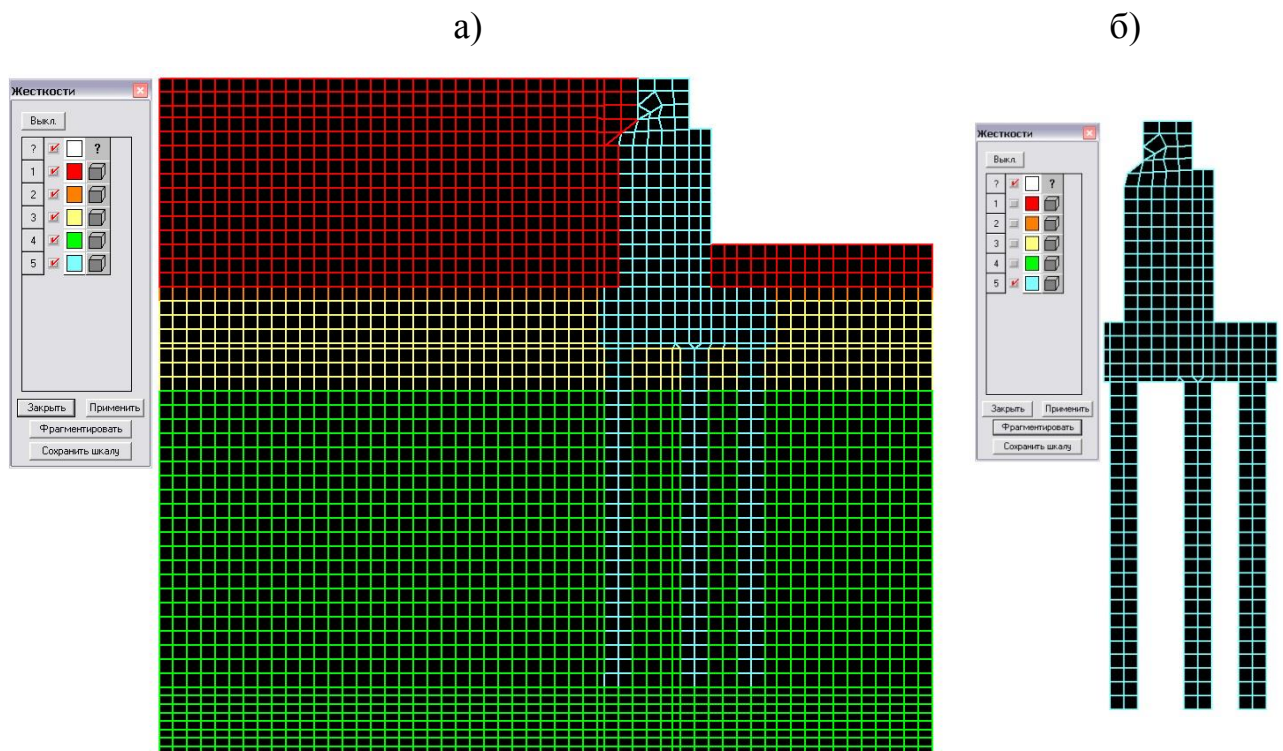 а)
б)
Жесткости
Выкл.
? ?
1
2
3
4
5
Закрыть Применить
Фрагментировать
Сохранить шкалу
Жесткости
Выкл.
? ?
1
2
3
4
5
Закрыть Применить
Фрагментировать
Сохранить шкалу